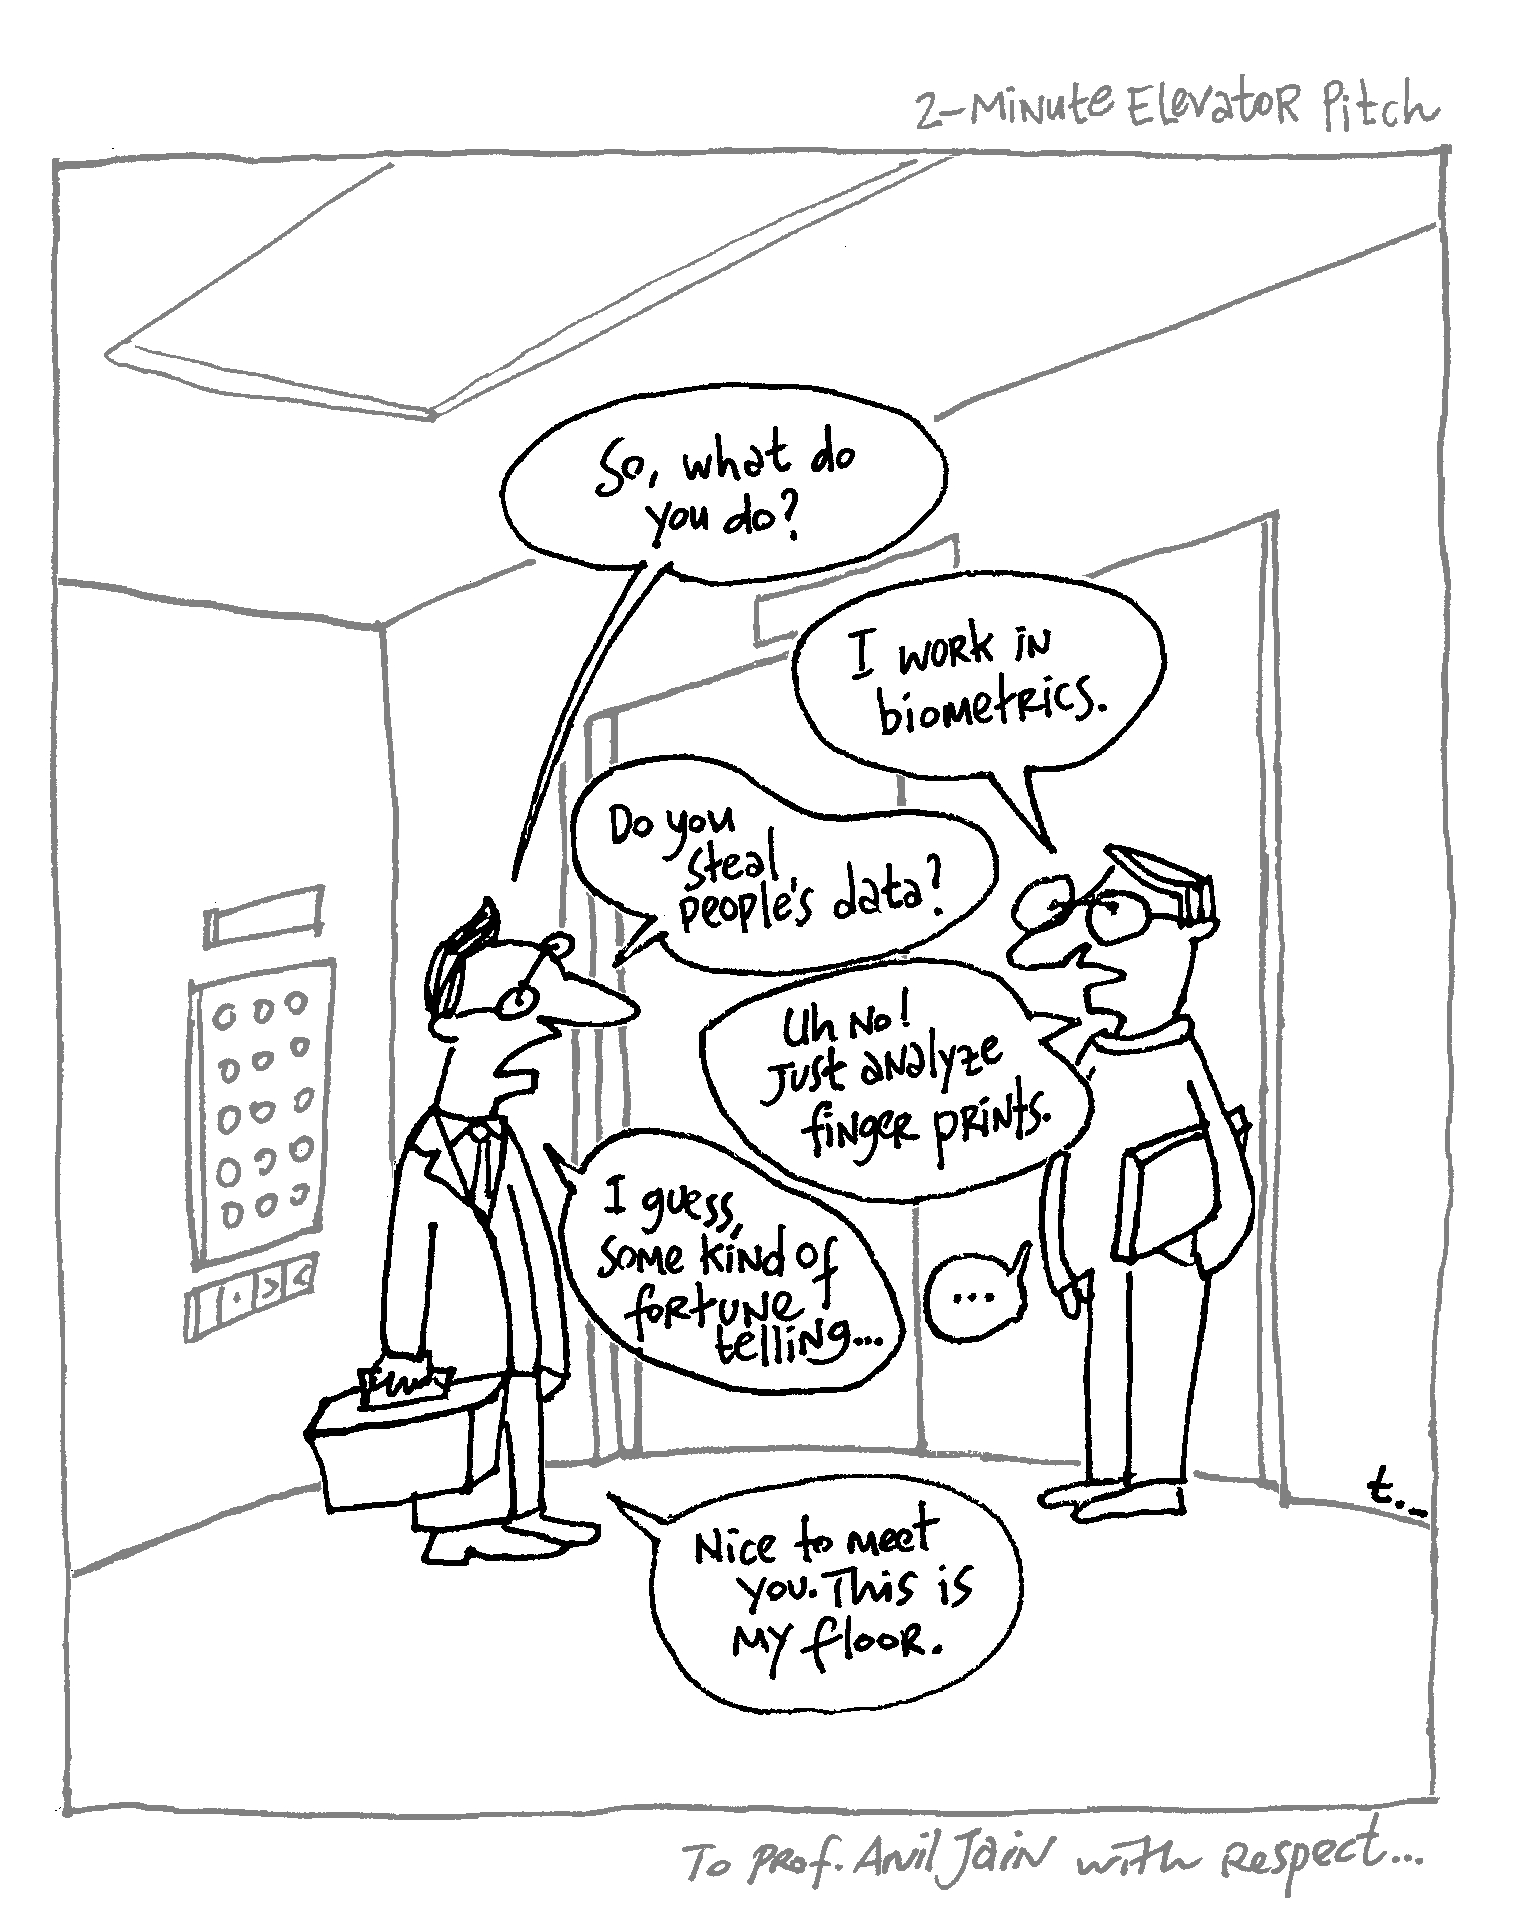 2-Minute Elevator Pitch
So, what do
you do?
I work in
biometrics.
Do you
steal
people's data?
Uh no!
Just analyze
finger prints.
I guess,
some kind of
fortune
telling...
...
Nice to meet
you. This is
my floor.
t...
To Prof. Anil Jain with respect...